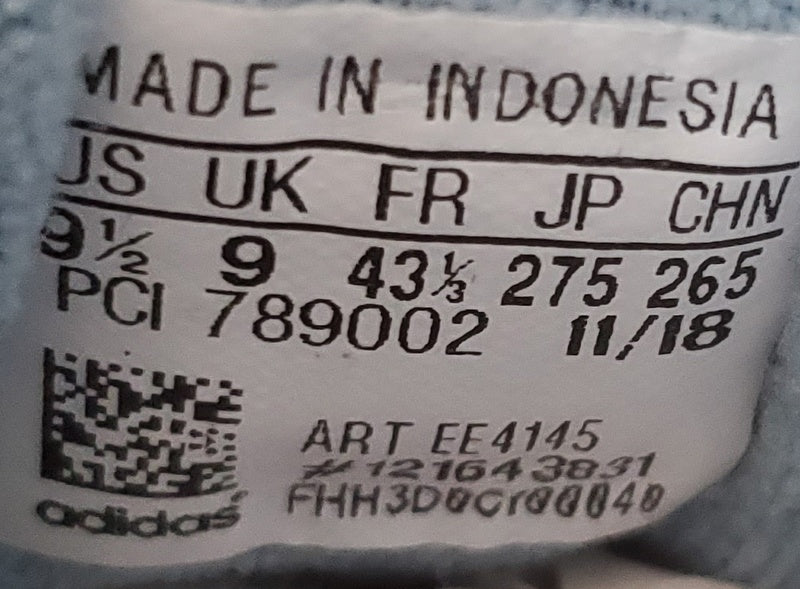 MADE IN INDONESIA
US UK FR JP CHN
9½ 9 43⅓ 275 265
PCI 789002 11/18
ART EE4145
# 121643831
adidas